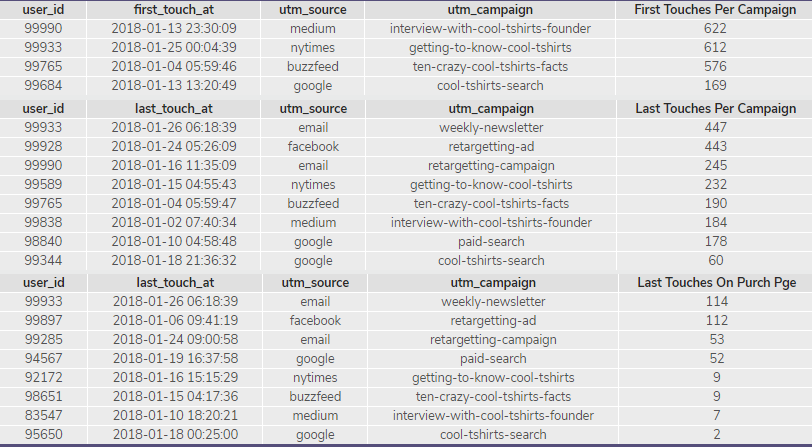 user_id first_touch_at utm_source utm_campaign First Touches Per Campaign
99990 2018-01-13 23:30:09 medium interview-with-cool-tshirts-founder 622
99933 2018-01-25 00:04:39 nytimes getting-to-know-cool-tshirts 612
99765 2018-01-04 05:59:46 buzzfeed ten-crazy-cool-tshirts-facts 576
99684 2018-01-13 13:20:49 google cool-tshirts-search 169
user_id last_touch_at utm_source utm_campaign Last Touches Per Campaign
99933 2018-01-26 06:18:39 email weekly-newsletter 447
99928 2018-01-24 05:26:09 facebook retargetting-ad 443
99990 2018-01-16 11:35:09 email retargetting-campaign 245
99589 2018-01-15 04:55:43 nytimes getting-to-know-cool-tshirts 232
99765 2018-01-04 05:59:47 buzzfeed ten-crazy-cool-tshirts-facts 190
99838 2018-01-02 07:40:34 medium interview-with-cool-tshirts-founder 184
98840 2018-01-10 04:58:48 google paid-search 178
99344 2018-01-18 21:36:32 google cool-tshirts-search 60
user_id last_touch_at utm_source utm_campaign Last Touches On Purch Pge
99933 2018-01-26 06:18:39 email weekly-newsletter 114
99897 2018-01-06 09:41:19 facebook retargetting-ad 112
99285 2018-01-24 09:00:58 email retargetting-campaign 53
94567 2018-01-19 16:37:58 google paid-search 52
92172 2018-01-16 15:15:29 nytimes getting-to-know-cool-tshirts 9
98651 2018-01-15 04:17:36 buzzfeed ten-crazy-cool-tshirts-facts 9
83547 2018-01-10 18:20:21 medium interview-with-cool-tshirts-founder 7
95650 2018-01-18 00:25:00 google cool-tshirts-search 2